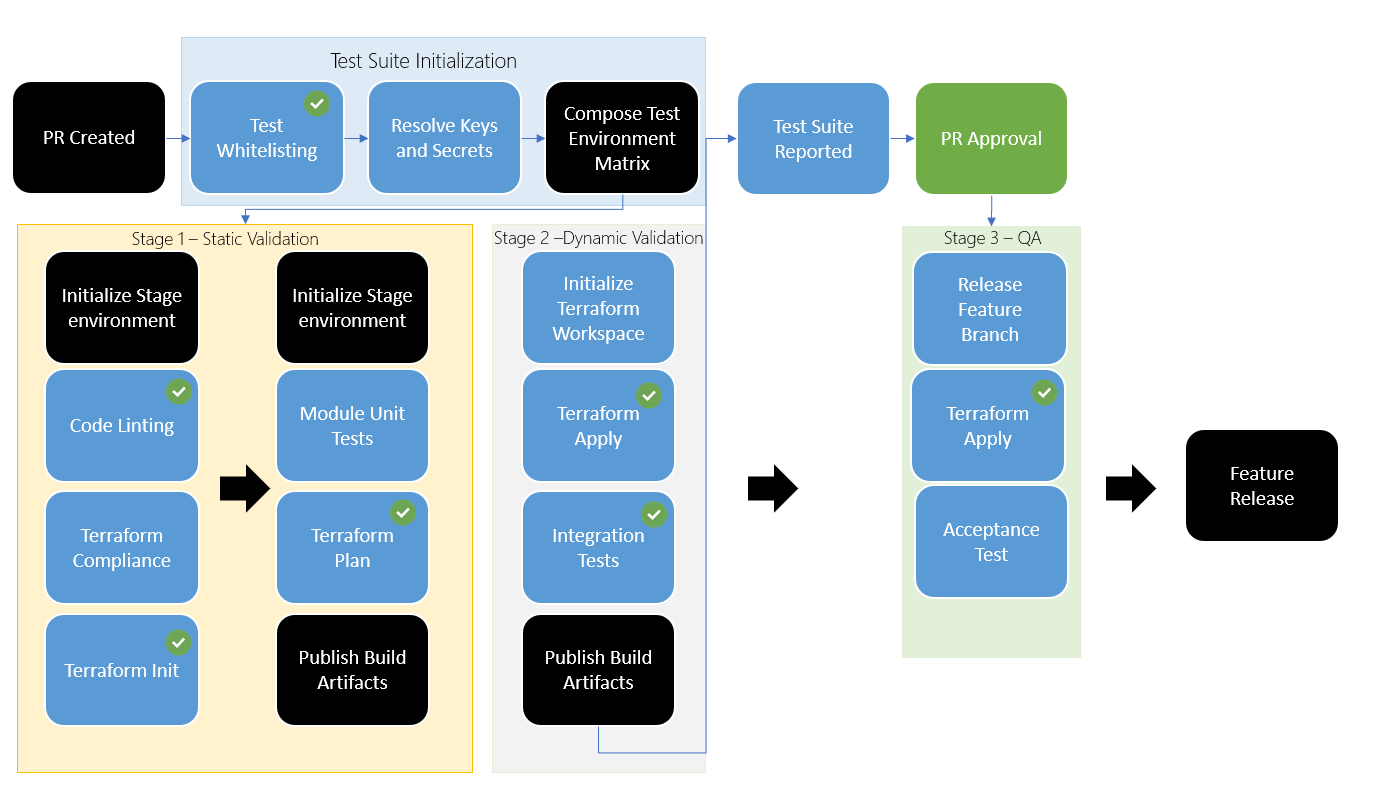 Test Suite Initialization
PR Created
Test
Whitelisting
Resolve Keys
and Secrets
Compose Test
Environment
Matrix
Test Suite
Reported
PR Approval
Stage 1 – Static Validation
Initialize Stage
environment
Code Linting
Terraform
Compliance
Terraform Init
Initialize Stage
environment
Module Unit
Tests
Terraform
Plan
Publish Build
Artifacts
Stage 2 –Dynamic Validation
Initialize
Terraform
Workspace
Terraform
Apply
Integration
Tests
Publish Build
Artifacts
Stage 3 – QA
Release
Feature
Branch
Terraform
Apply
Acceptance
Test
Feature
Release